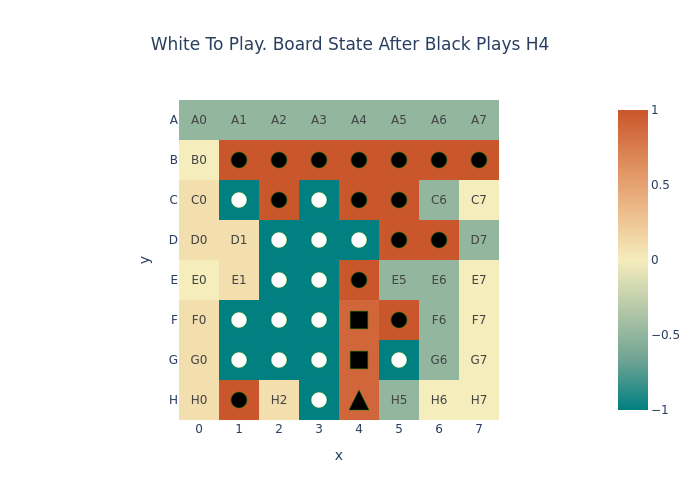 White To Play. Board State After Black Plays H4
A A0 A1 A2 A3 A4 A5 A6 A7 1
B B0
C C0 C6 C7 0.5
D D0 D1 D7
y E E0 E1 E5 E6 E7 0
F F0 F6 F7 −0.5
G G0 G6 G7
H H0 H2 H5 H6 H7 −1
0 1 2 3 4 5 6 7
x